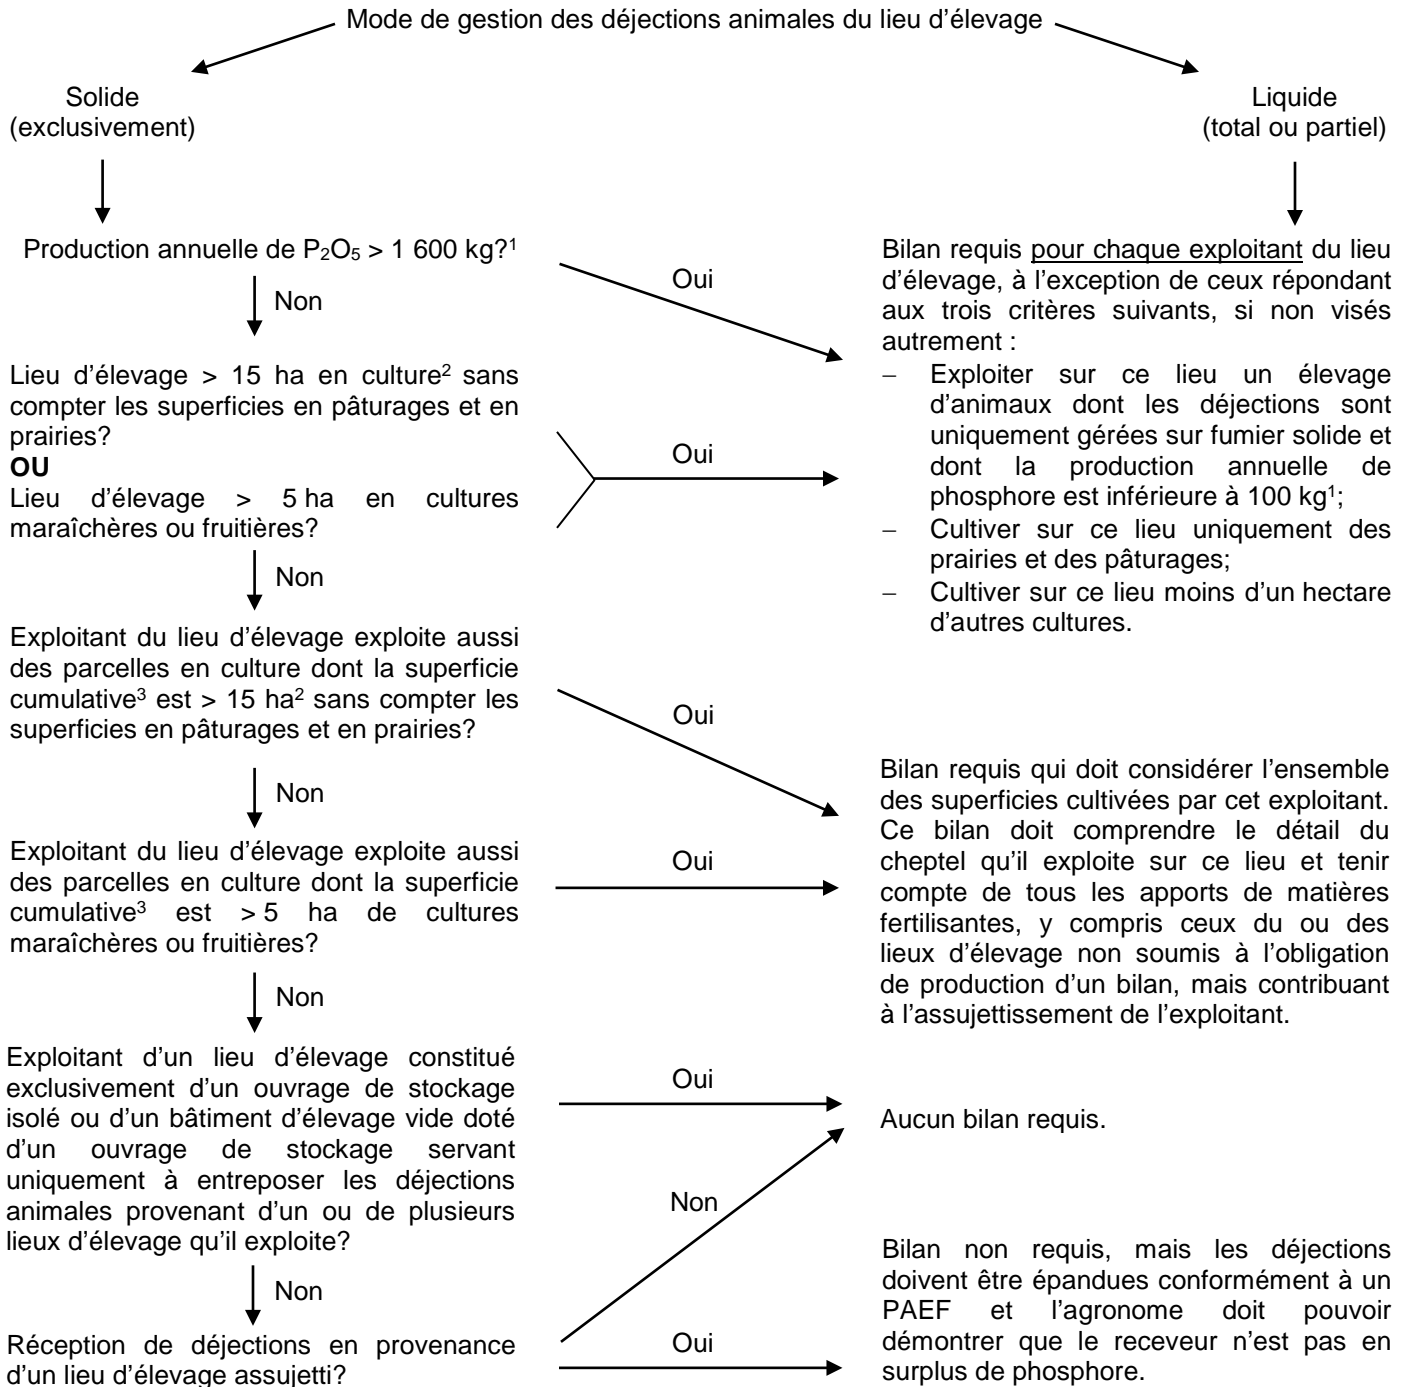 Mode de gestion des déjections animales du lieu d’élevage
Solide
(exclusivement)
Liquide
(total ou partiel)
Production annuelle de P₂O₅ > 1 600 kg?¹
Oui
Non
Lieu d’élevage > 15 ha en culture² sans
compter les superficies en pâturages et en
prairies?
OU
Lieu d’élevage > 5 ha en cultures
maraîchères ou fruitières?
Oui
Non
Bilan requis pour chaque exploitant du lieu
d’élevage, à l’exception de ceux répondant
aux trois critères suivants, si non visés
autrement :
– Exploiter sur ce lieu un élevage
d’animaux dont les déjections sont
uniquement gérées sur fumier solide et
dont la production annuelle de
phosphore est inférieure à 100 kg¹;
– Cultiver sur ce lieu uniquement des
prairies et des pâturages;
– Cultiver sur ce lieu moins d’un hectare
d’autres cultures.
Exploitant du lieu d’élevage exploite aussi
des parcelles en culture dont la superficie
cumulative³ est > 15 ha² sans compter les
superficies en pâturages et en prairies?
Oui
Non
Exploitant du lieu d’élevage exploite aussi
des parcelles en culture dont la superficie
cumulative³ est > 5 ha de cultures
maraîchères ou fruitières?
Oui
Non
Bilan requis qui doit considérer l’ensemble
des superficies cultivées par cet exploitant.
Ce bilan doit comprendre le détail du
cheptel qu’il exploite sur ce lieu et tenir
compte de tous les apports de matières
fertilisantes, y compris ceux du ou des
lieux d’élevage non soumis à l’obligation
de production d’un bilan, mais contribuant
à l’assujettissement de l’exploitant.
Exploitant d’un lieu d’élevage constitué
exclusivement d’un ouvrage de stockage
isolé ou d’un bâtiment d’élevage vide doté
d’un ouvrage de stockage servant
uniquement à entreposer les déjections
animales provenant d’un ou de plusieurs
lieux d’élevage qu’il exploite?
Oui
Aucun bilan requis.
Non
Non
Réception de déjections en provenance
d’un lieu d’élevage assujetti?
Oui
Bilan non requis, mais les déjections
doivent être épandues conformément à un
PAEF et l’agronome doit pouvoir
démontrer que le receveur n’est pas en
surplus de phosphore.